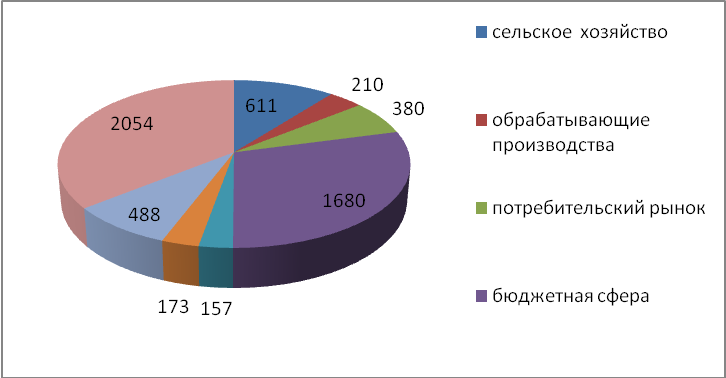 611
210
380
1680
157
173
488
2054
сельское хозяйство
обрабатывающие
производства
потребительский рынок
бюджетная сфера